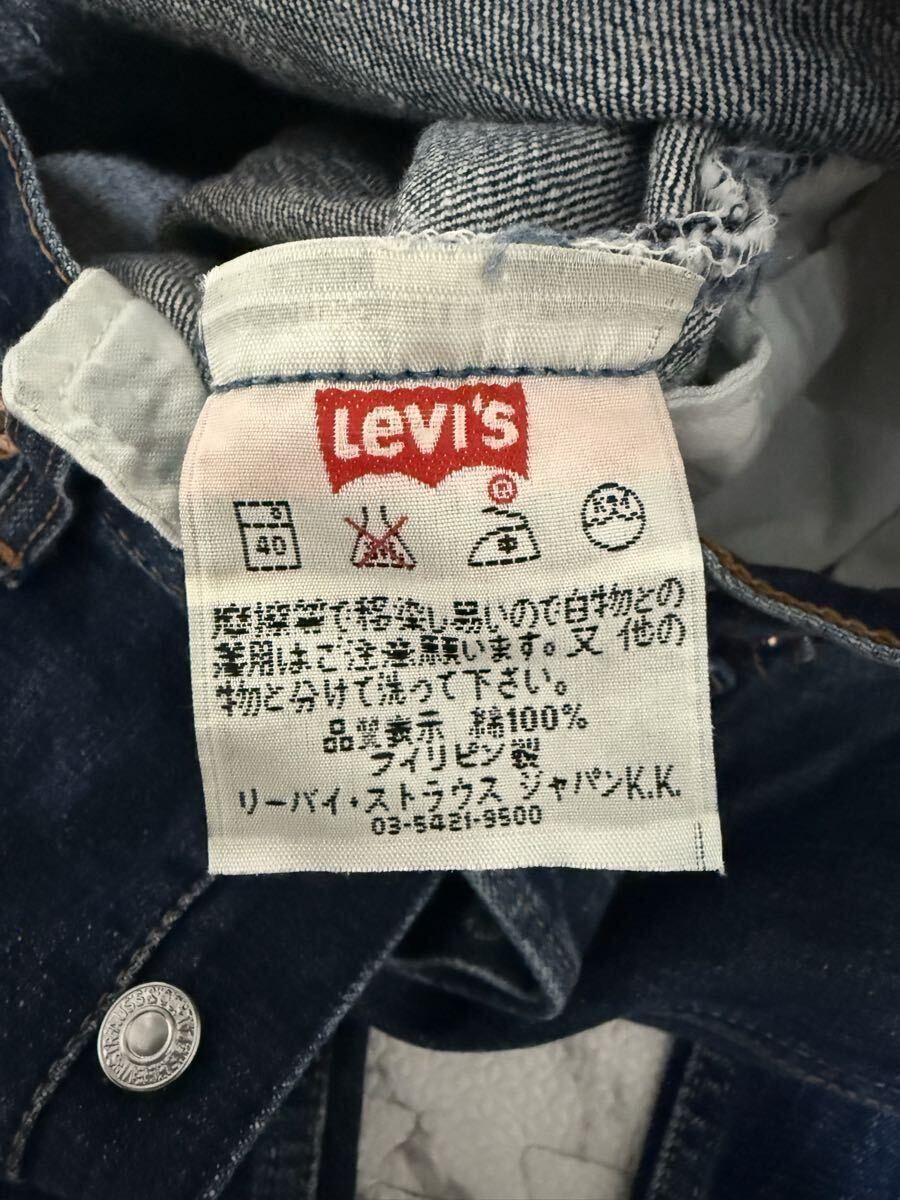 LEVI'S
®
40
摩擦等で移染し易いので白物との
着用はご注意願います。又 他の
物と分けて洗って下さい。
品質表示 綿100%
フィリピン製
リーバイ・ストラウス ジャパンK.K.
03-5421-9500